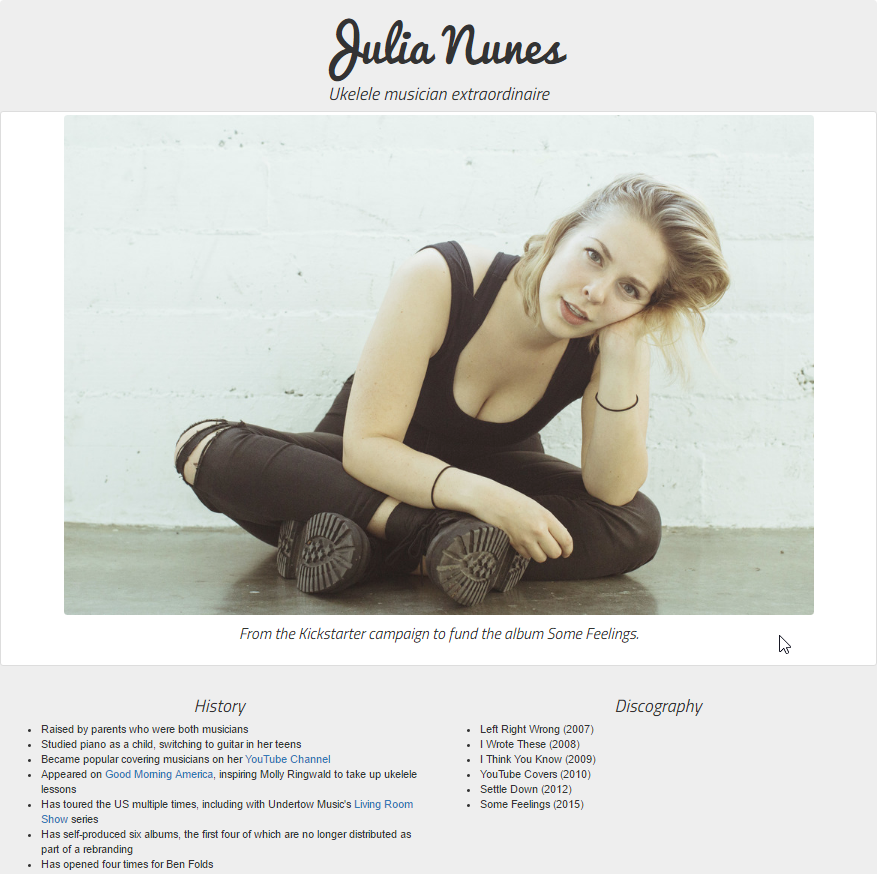 Julia Nunes
Ukelele musician extraordinaire
From the Kickstarter campaign to fund the album Some Feelings.
History
Raised by parents who were both musicians
Studied piano as a child, switching to guitar in her teens
Became popular covering musicians on her YouTube Channel
Appeared on Good Morning America, inspiring Molly Ringwald to take up ukelele
lessons
Has toured the US multiple times, including with Undertow Music's Living Room
Show series
Has self-produced six albums, the first four of which are no longer distributed as
part of a rebranding
Has opened four times for Ben Folds
Discography
Left Right Wrong (2007)
I Wrote These (2008)
I Think You Know (2009)
YouTube Covers (2010)
Settle Down (2012)
Some Feelings (2015)